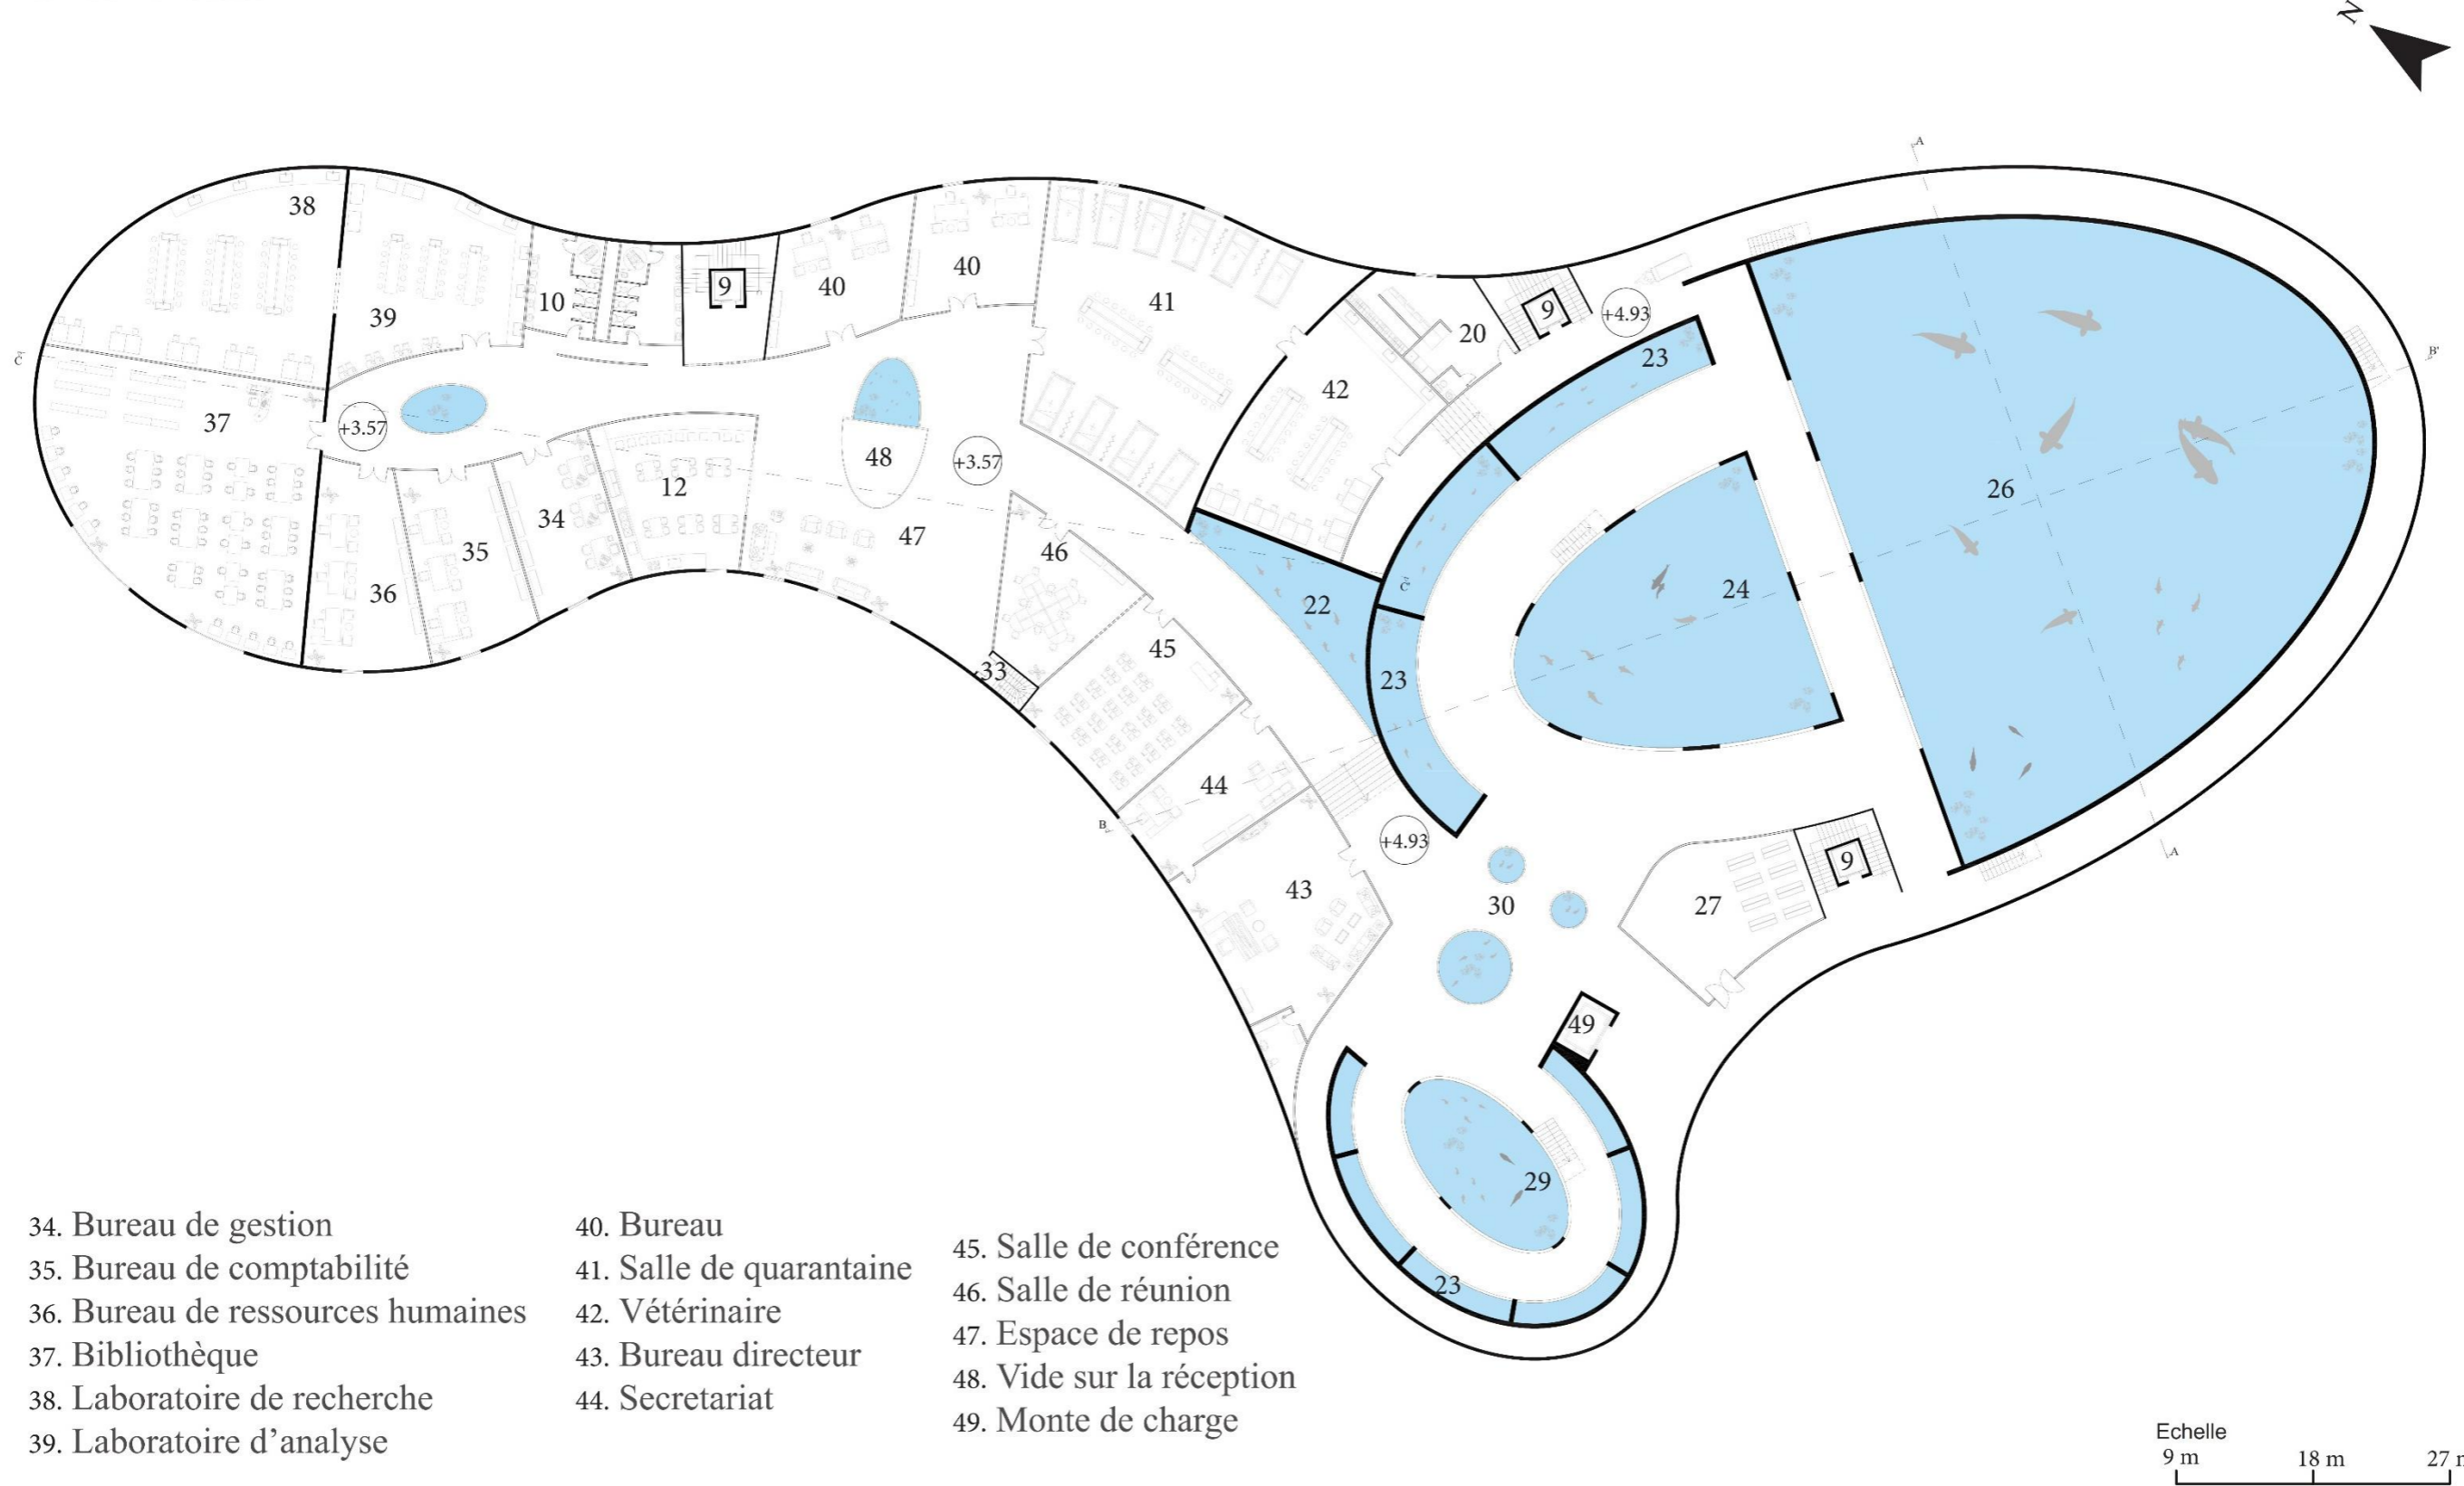 N
A
38
40
40
41
9
10
39
9
+4.93
20
23
B'
C
37
+3.57
42
48
+3.57
12
34
47
46
35
36
26
24
C'
22
23
45
33
44
B
+4.93
A
43
30
27
9
49
29
23
34. Bureau de gestion
35. Bureau de comptabilité
36. Bureau de ressources humaines
37. Bibliothèque
38. Laboratoire de recherche
39. Laboratoire d’analyse
40. Bureau
41. Salle de quarantaine
42. Vétérinaire
43. Bureau directeur
44. Secretariat
45. Salle de conférence
46. Salle de réunion
47. Espace de repos
48. Vide sur la réception
49. Monte de charge
Echelle
9 m 18 m 27 m